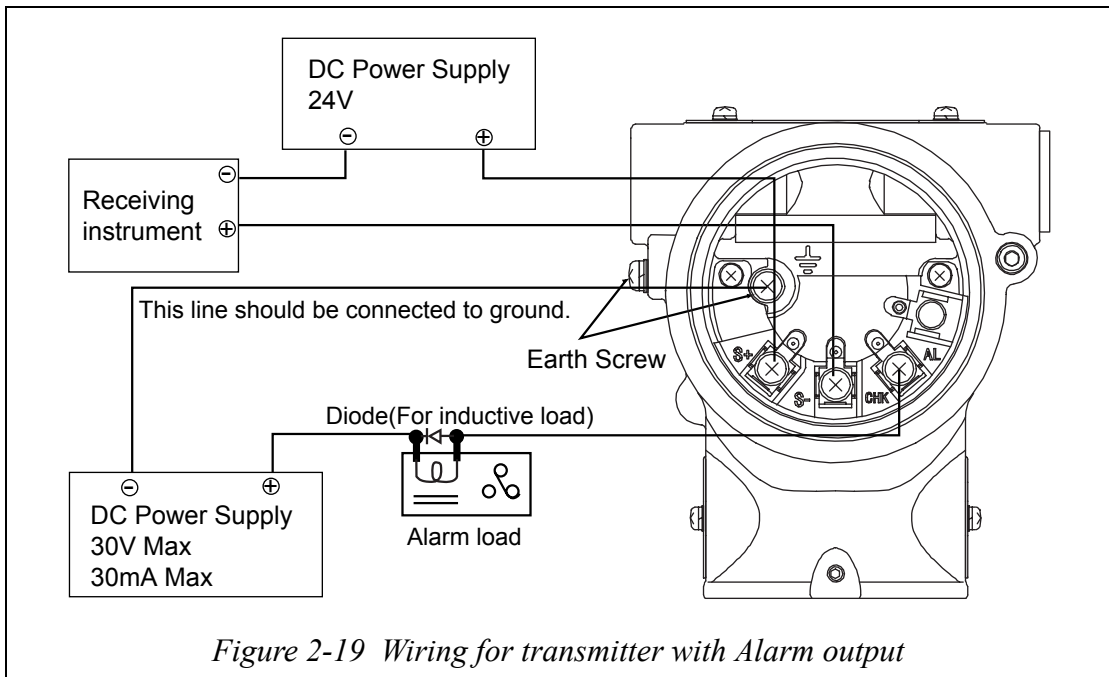 DC Power Supply
24V
⊖ ⊕
Receiving
instrument
⊖
⊕
This line should be connected to ground.
Earth Screw
S+
S-
CHK
AL
Diode(For inductive load)
Alarm load
⊖ ⊕
DC Power Supply
30V Max
30mA Max
Figure 2-19 Wiring for transmitter with Alarm output